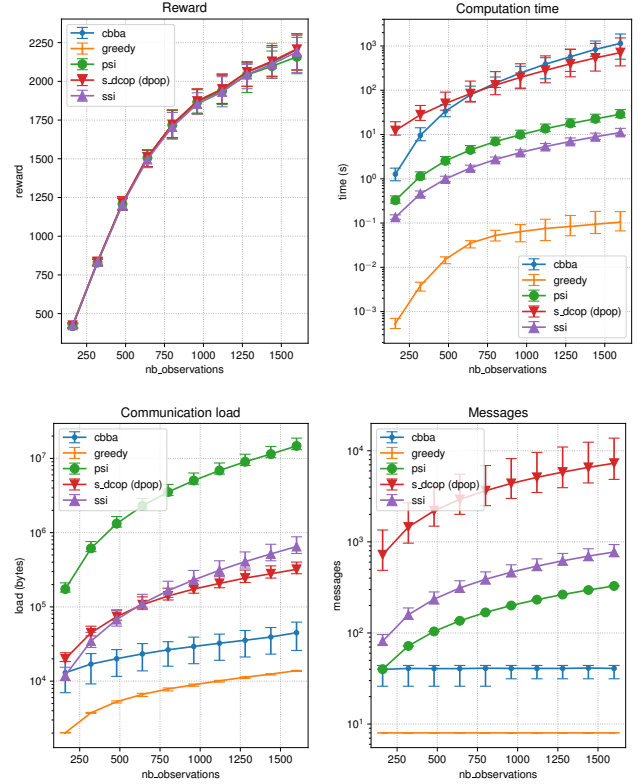 Reward
cbba
greedy
psi
s_dcop (dpop)
ssi
2250
2000
1750
1500
1250
1000
750
500
reward
250 500 750 1000 1250 1500
nb_observations
Computation time
10³
10²
10¹
10⁰
10⁻¹
10⁻²
10⁻³
time (s)
cbba
greedy
psi
s_dcop (dpop)
ssi
250 500 750 1000 1250 1500
nb_observations
Communication load
cbba
greedy
psi
s_dcop (dpop)
ssi
10⁷
10⁶
10⁵
10⁴
load (bytes)
250 500 750 1000 1250 1500
nb_observations
Messages
cbba
greedy
psi
s_dcop (dpop)
ssi
10⁴
10³
10²
10¹
messages
250 500 750 1000 1250 1500
nb_observations